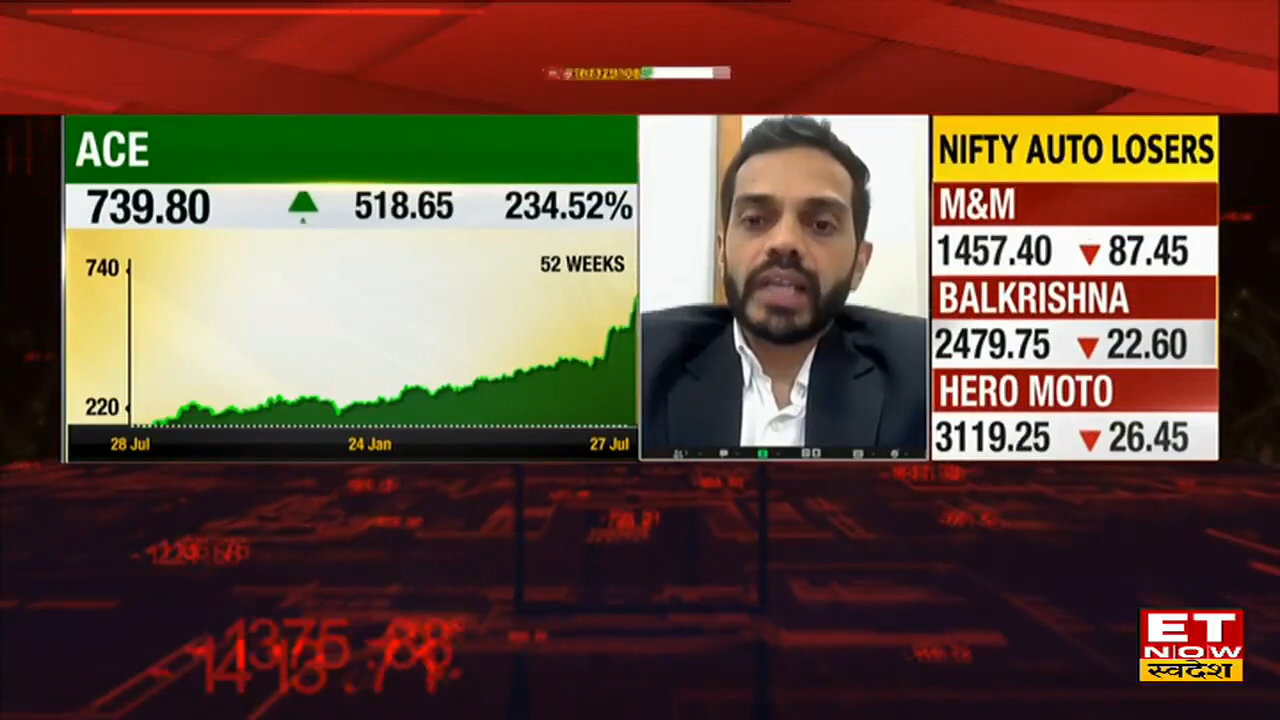 ACE
739.80 518.65 234.52%
52 WEEKS
740
220
28 Jul 24 Jan 27 Jul
NIFTY AUTO LOSERS
M&M
1457.40 ▼ 87.45
BALKRISHNA
2479.75 ▼ 22.60
HERO MOTO
3119.25 ▼ 26.45
ET
NOW
स्वदेश